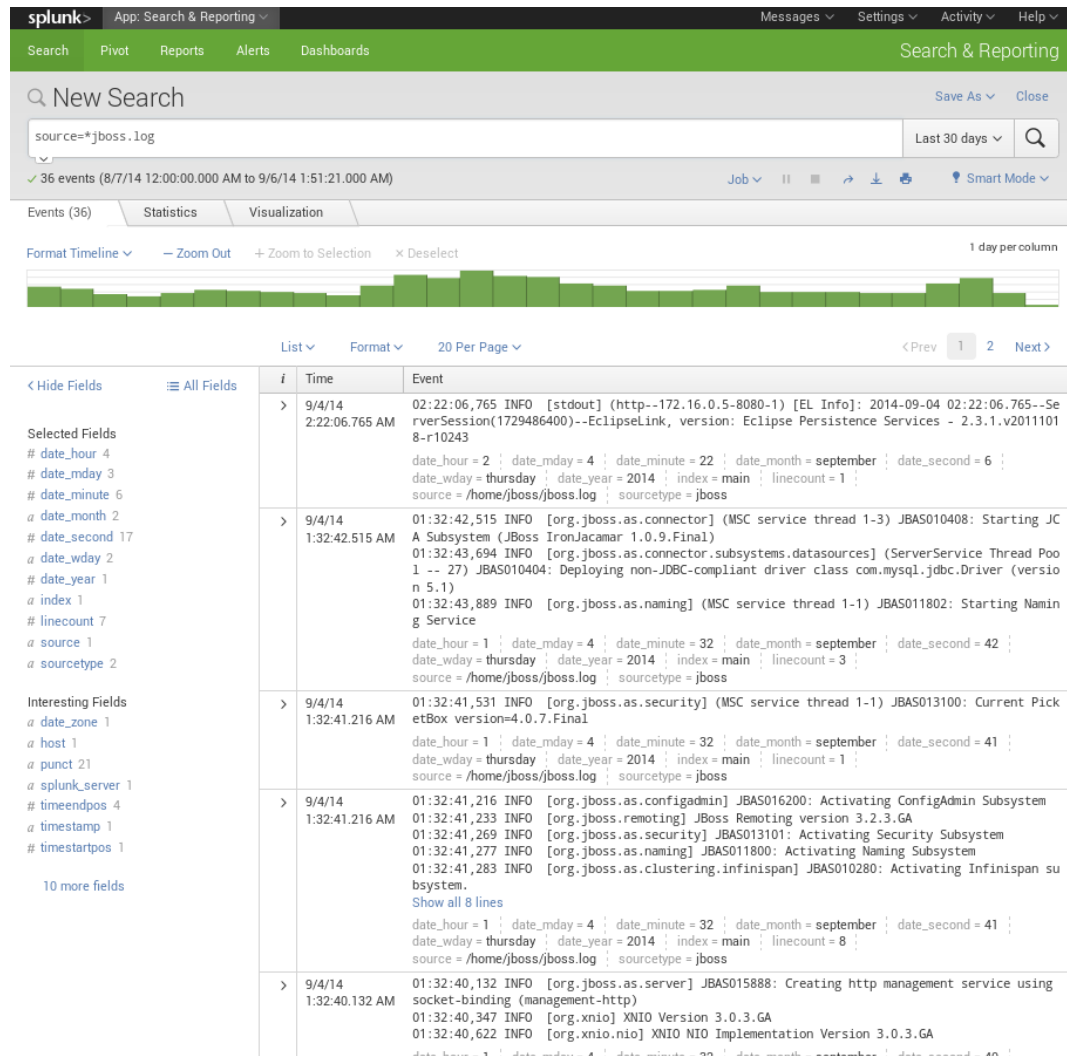 splunk> App: Search & Reporting Messages Settings Activity Help
Search Pivot Reports Alerts Dashboards Search & Reporting
New Search Save As Close
source=*jboss.log Last 30 days
✓ 36 events (8/7/14 12:00:00.000 AM to 9/6/14 1:51:21.000 AM) Job Smart Mode
Events (36) Statistics Visualization
Format Timeline — Zoom Out + Zoom to Selection × Deselect 1 day per column
List Format 20 Per Page < Prev 1 2 Next >
< Hide Fields All Fields
Selected Fields
# date_hour 4
# date_mday 3
# date_minute 6
a date_month 2
# date_second 17
a date_wday 2
# date_year 1
a index 1
# linecount 7
a source 1
a sourcetype 2
Interesting Fields
a date_zone 1
a host 1
a punct 21
a splunk_server 1
# timeendpos 4
a timestamp 1
# timestartpos 1
10 more fields
i Time Event
> 9/4/14
2:22:06.765 AM
02:22:06,765 INFO [stdout] (http--172.16.0.5-8080-1) [EL Info]: 2014-09-04 02:22:06.765--Se
rverSession(1729486400)--EclipseLink, version: Eclipse Persistence Services - 2.3.1.v2011101
8-r10243
date_hour = 2 date_mday = 4 date_minute = 22 date_month = september date_second = 6
date_wday = thursday date_year = 2014 index = main linecount = 1
source = /home/jboss/jboss.log sourcetype = jboss
> 9/4/14
1:32:42.515 AM
01:32:42,515 INFO [org.jboss.as.connector] (MSC service thread 1-3) JBAS010408: Starting JC
A Subsystem (JBoss IronJacamar 1.0.9.Final)
01:32:43,694 INFO [org.jboss.as.connector.subsystems.datasources] (ServerService Thread Poo
l -- 27) JBAS010404: Deploying non-JDBC-compliant driver class com.mysql.jdbc.Driver (versio
n 5.1)
01:32:43,889 INFO [org.jboss.as.naming] (MSC service thread 1-1) JBAS011802: Starting Namin
g Service
date_hour = 1 date_mday = 4 date_minute = 32 date_month = september date_second = 42
date_wday = thursday date_year = 2014 index = main linecount = 3
source = /home/jboss/jboss.log sourcetype = jboss
> 9/4/14
1:32:41.216 AM
01:32:41,531 INFO [org.jboss.as.security] (MSC service thread 1-1) JBAS013100: Current Pick
etBox version=4.0.7.Final
date_hour = 1 date_mday = 4 date_minute = 32 date_month = september date_second = 41
date_wday = thursday date_year = 2014 index = main linecount = 1
source = /home/jboss/jboss.log sourcetype = jboss
> 9/4/14
1:32:41.216 AM
01:32:41,216 INFO [org.jboss.as.configadmin] JBAS016200: Activating ConfigAdmin Subsystem
01:32:41,233 INFO [org.jboss.remoting] JBoss Remoting version 3.2.3.GA
01:32:41,269 INFO [org.jboss.as.security] JBAS013101: Activating Security Subsystem
01:32:41,277 INFO [org.jboss.as.naming] JBAS011800: Activating Naming Subsystem
01:32:41,283 INFO [org.jboss.as.clustering.infinispan] JBAS010280: Activating Infinispan su
bsystem.
Show all 8 lines
date_hour = 1 date_mday = 4 date_minute = 32 date_month = september date_second = 41
date_wday = thursday date_year = 2014 index = main linecount = 8
source = /home/jboss/jboss.log sourcetype = jboss
> 9/4/14
1:32:40.132 AM
01:32:40,132 INFO [org.jboss.as.server] JBAS015888: Creating http management service using
socket-binding (management-http)
01:32:40,347 INFO [org.xnio] XNIO Version 3.0.3.GA
01:32:40,622 INFO [org.xnio.nio] XNIO NIO Implementation Version 3.0.3.GA